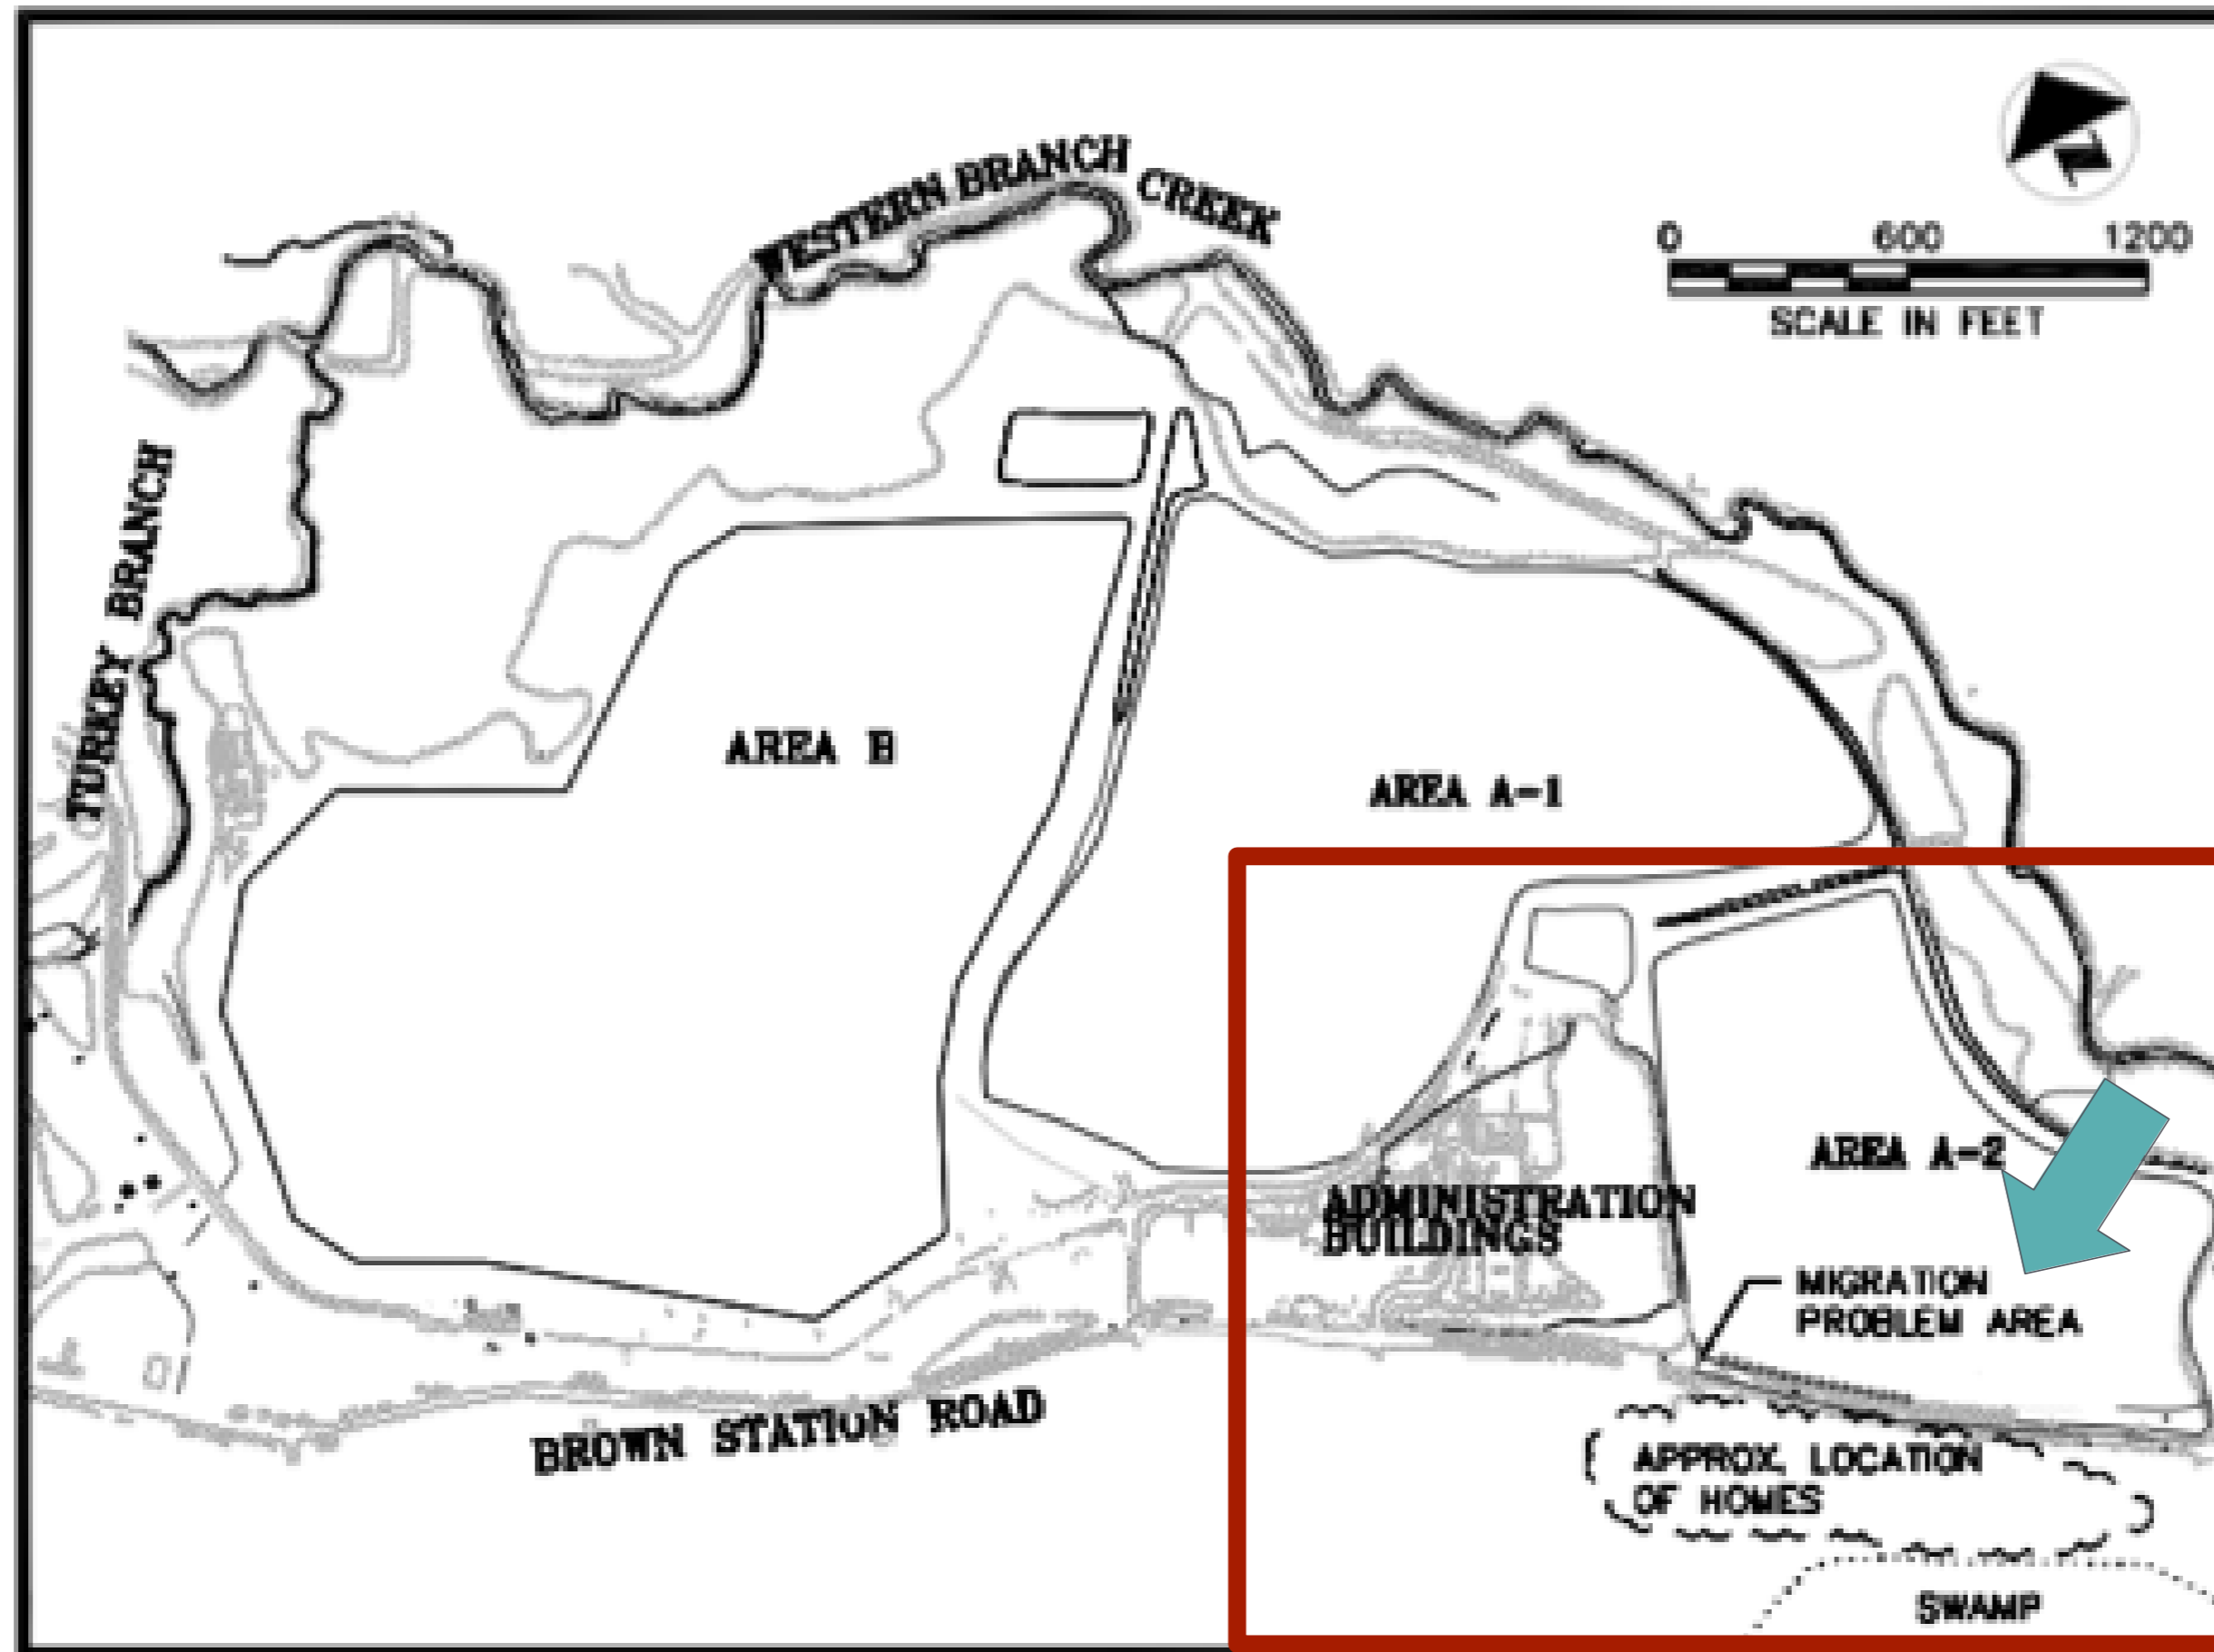 WESTERN BRANCH CREEK
N
0 600 1200
SCALE IN FEET
TURKEY BRANCH
AREA B
AREA A-1
AREA A-2
ADMINISTRATION
BUILDINGS
MIGRATION
PROBLEM AREA
BROWN STATION ROAD
APPROX. LOCATION
OF HOMES
SWAMP